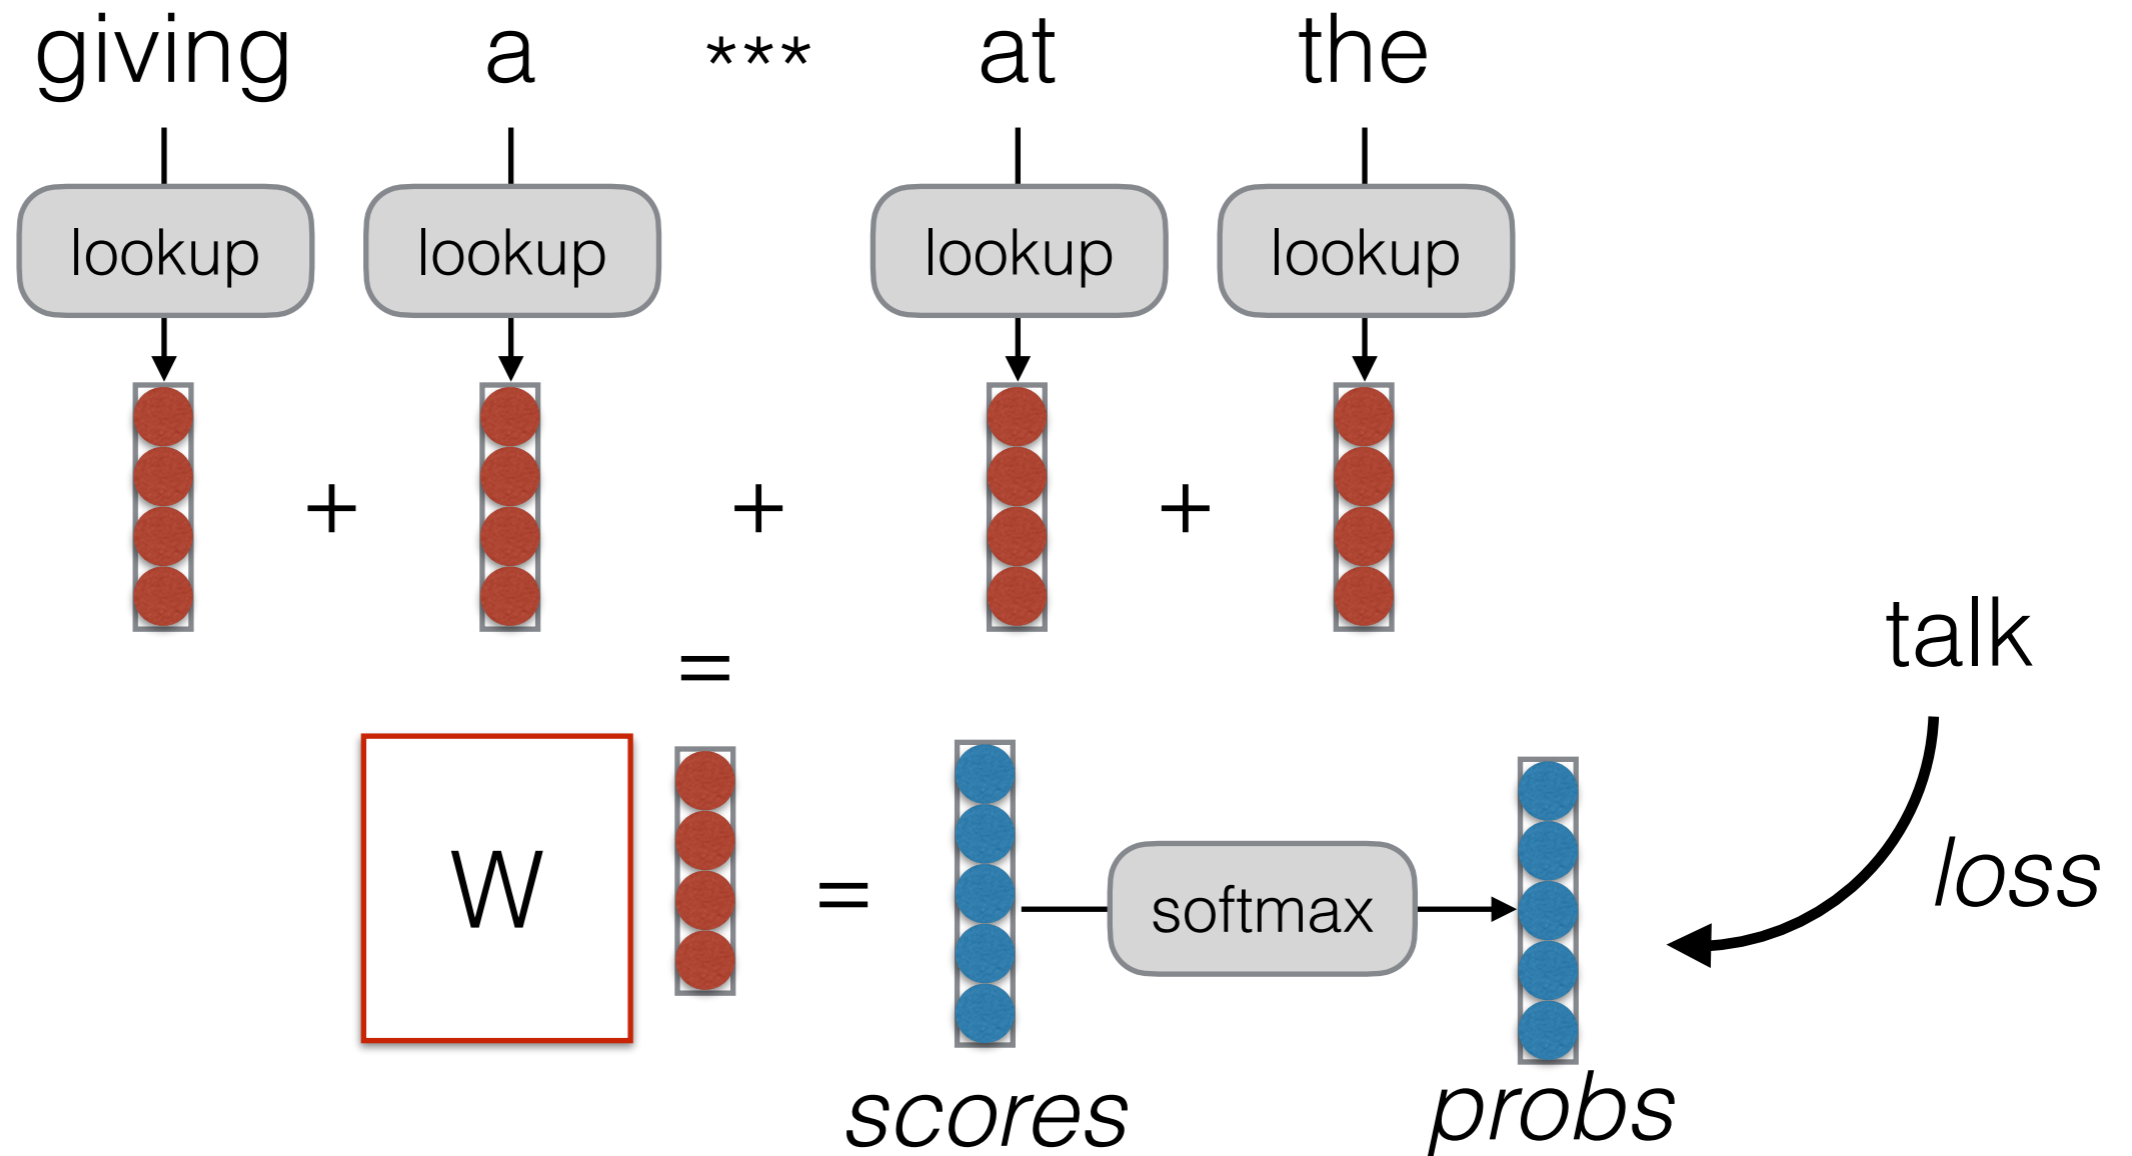 giving a *** at the
lookup lookup lookup lookup
+ + +
=
talk
W = softmax
loss
scores probs